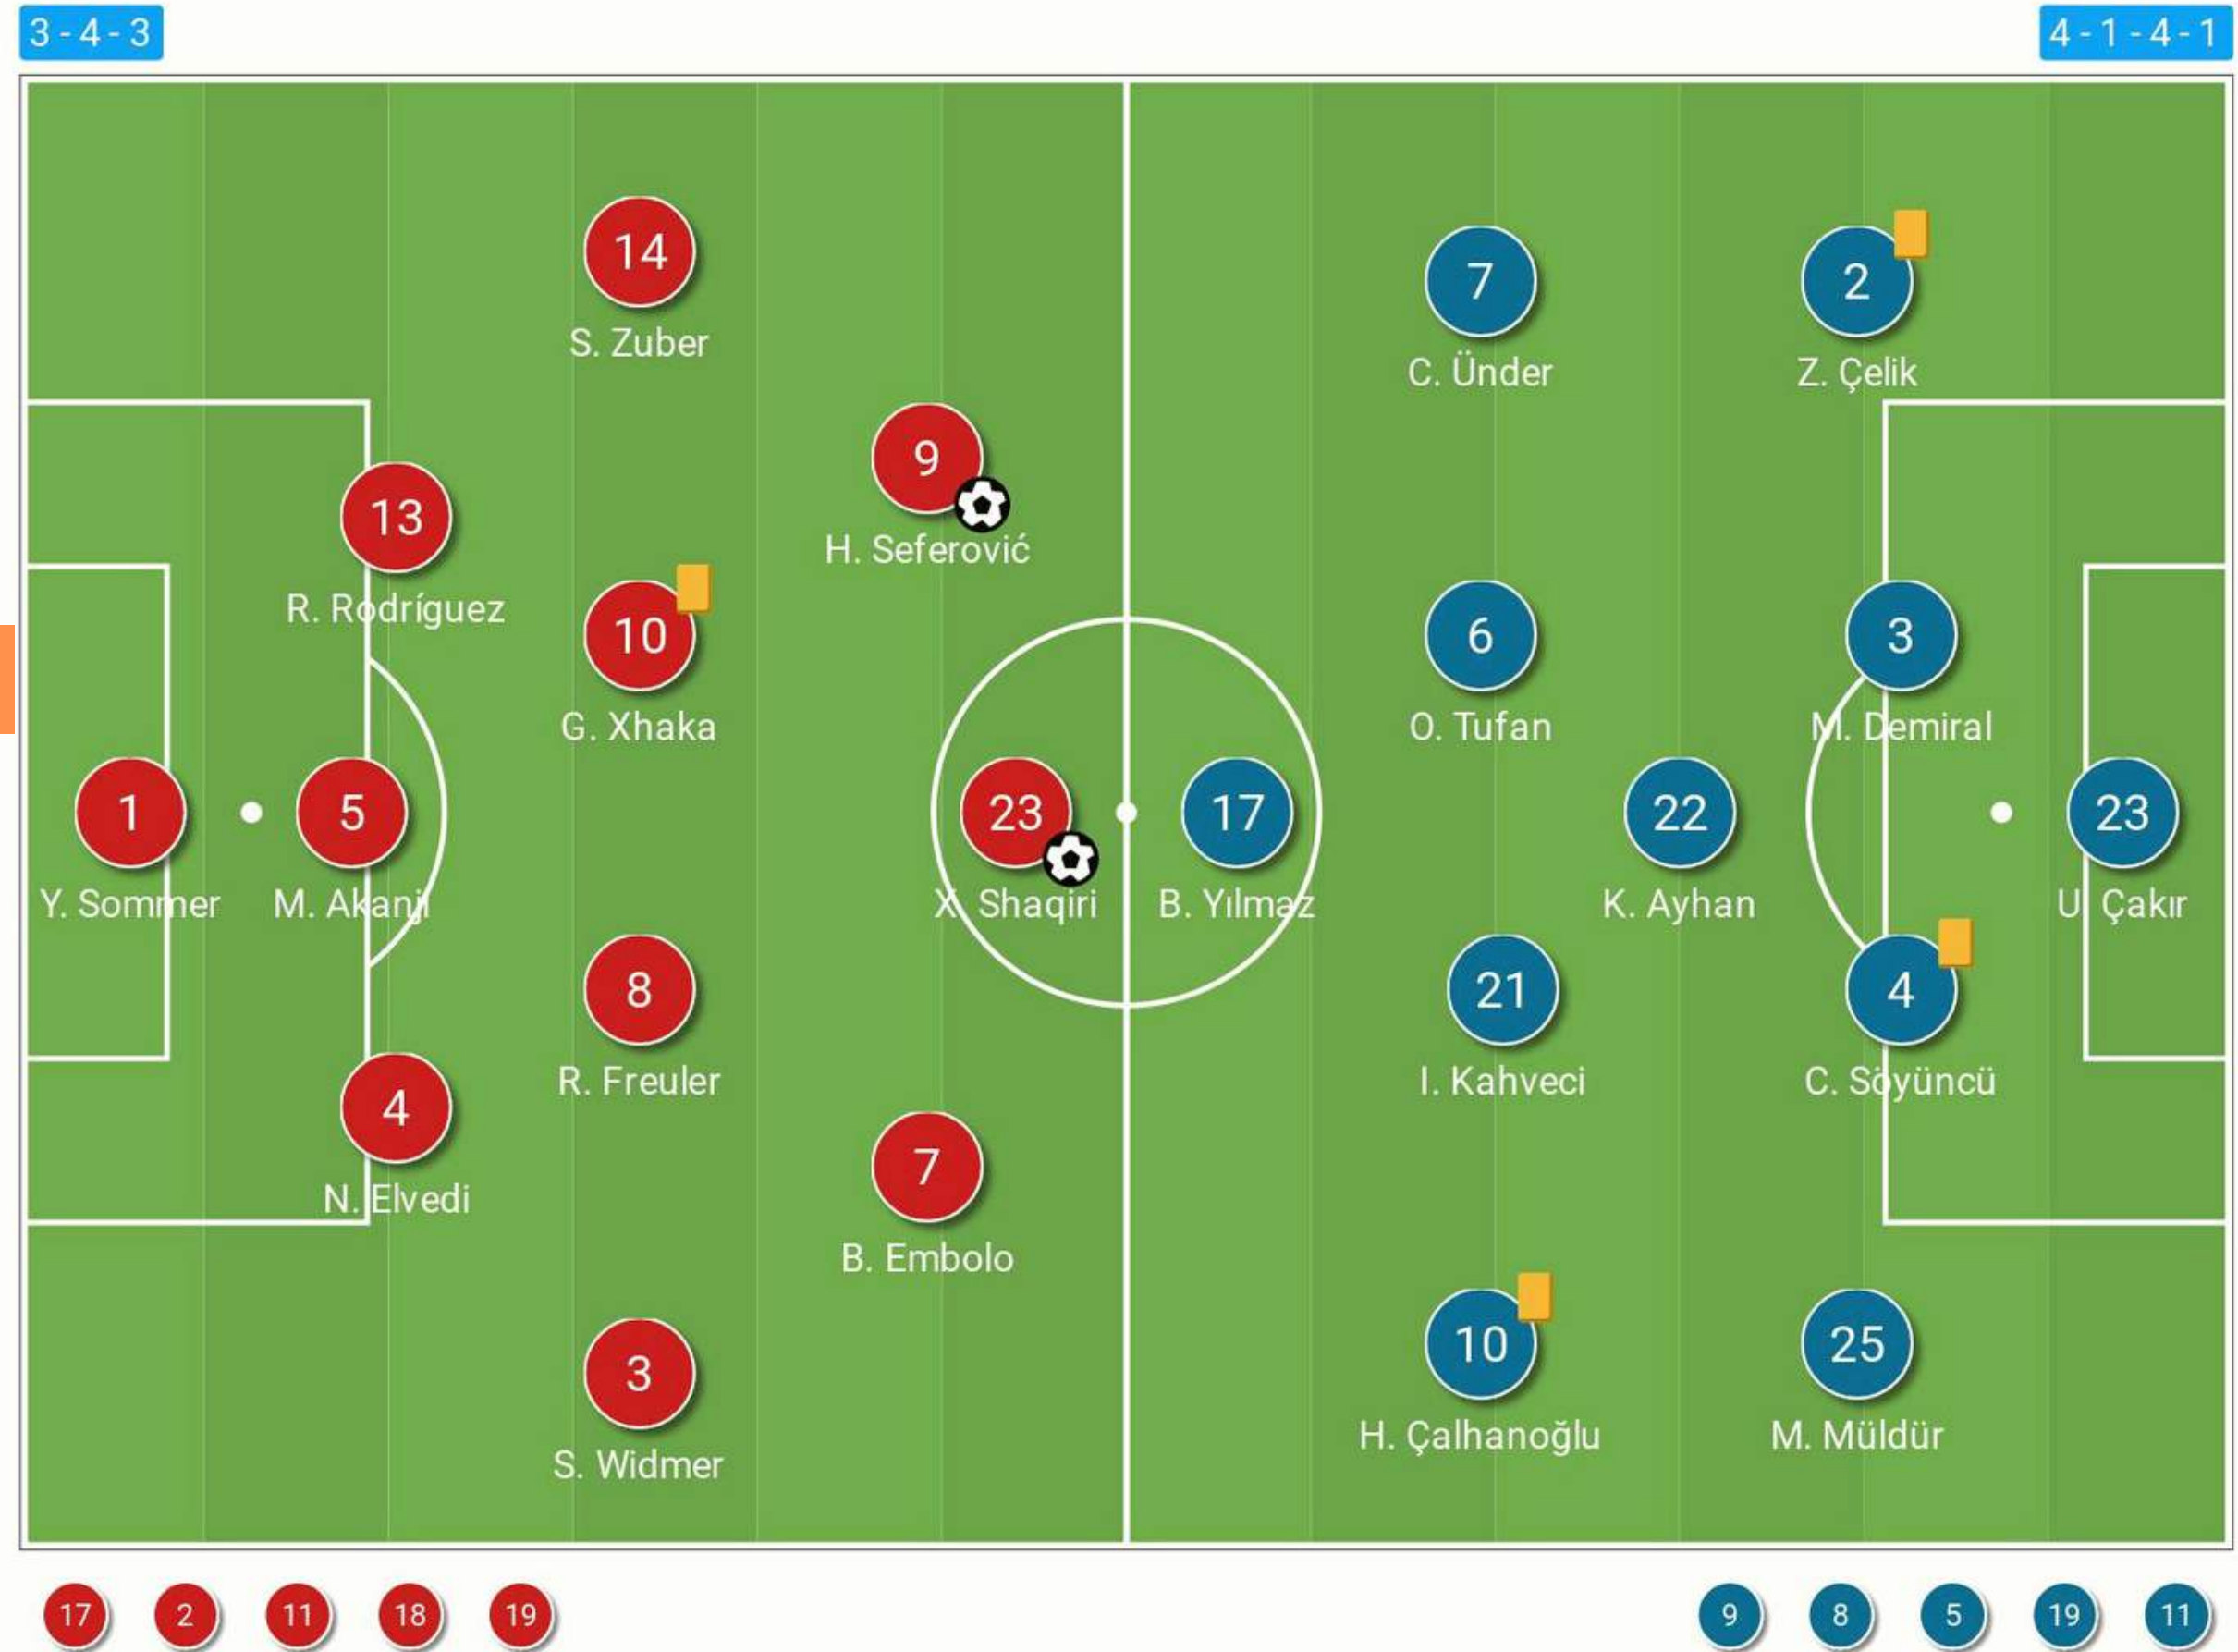 3 - 4 - 3
4 - 1 - 4 - 1
14
S. Zuber
7
C. Ünder
2
Z. Çelik
9
H. Seferović
13
R. Rodríguez
10
G. Xhaka
6
O. Tufan
3
M. Demiral
1
Y. Sommer
5
M. Akanji
23
X. Shaqiri
17
B. Yılmaz
22
K. Ayhan
23
U. Çakır
8
R. Freuler
21
I. Kahveci
4
C. Söyüncü
4
N. Elvedi
7
B. Embolo
3
S. Widmer
10
H. Çalhanoğlu
25
M. Müldür
17 2 11 18 19
9 8 5 19 11